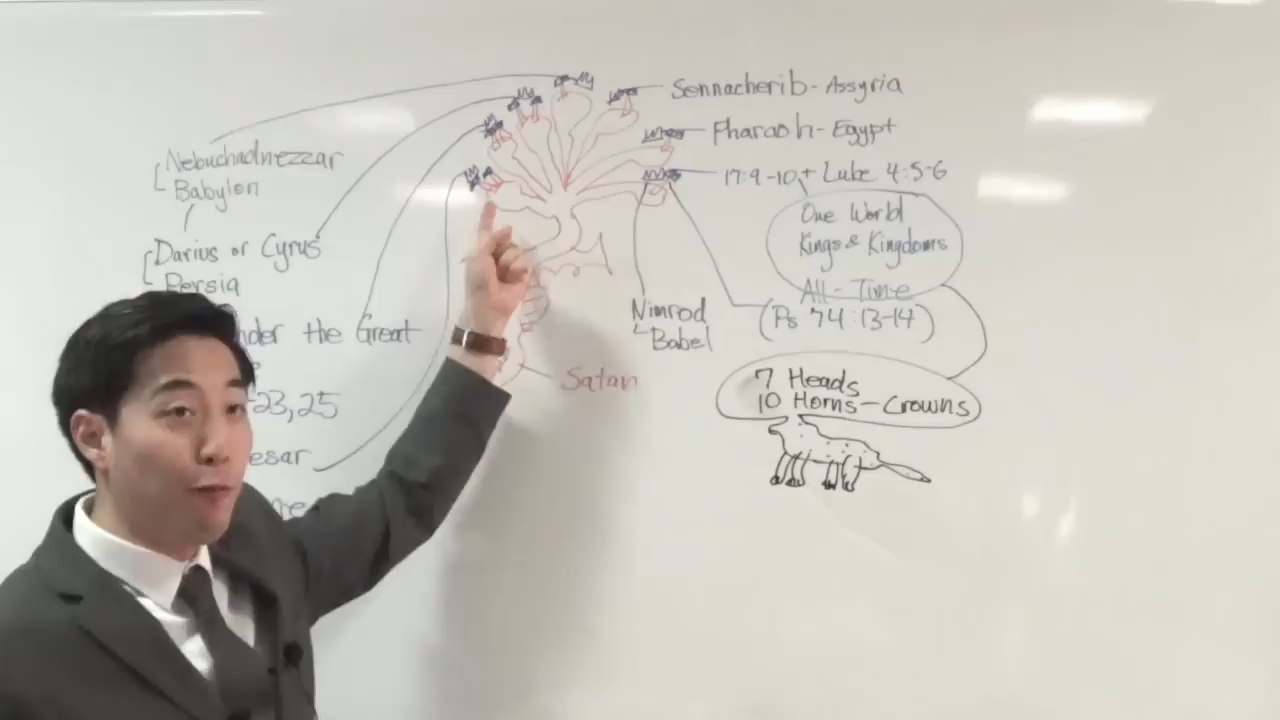 Nebuchadnezzar
Babylon
Darius or Cyrus
Persia
nder the Great
23,25
esar
Sennacherib - Assyria
Pharaoh - Egypt
17:9-10 + Luke 4:5-6
One World
Kings & Kingdoms
All-Time
(Ps 74:13-14)
Nimrod
Babel
Satan
7 Heads
10 Horns - Crowns